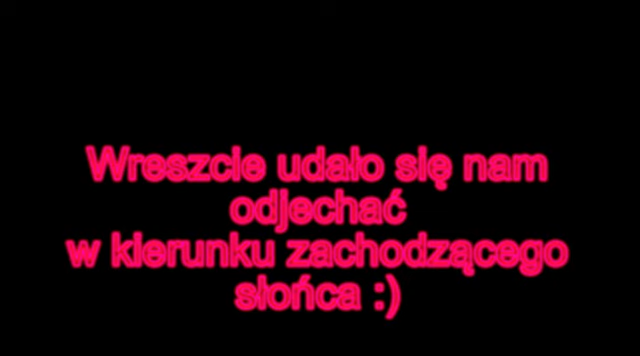 Wreszcie udało się nam
odjechać
w kierunku zachodzącego
słońca :)